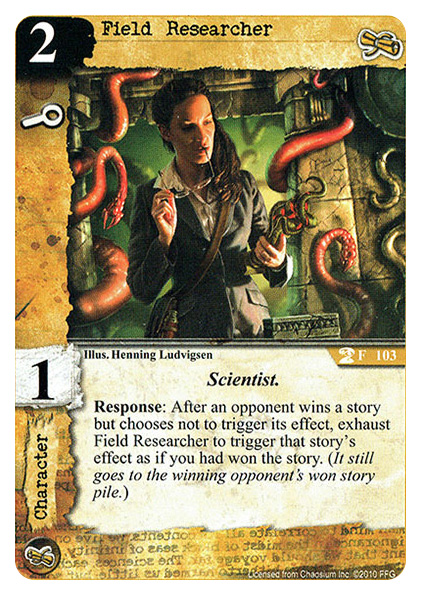 2
Field Researcher
Illus. Henning Ludvigsen
F 103
1
Character
Scientist.
Response: After an opponent wins a story
but chooses not to trigger its effect, exhaust
Field Researcher to trigger that story's
effect as if you had won the story. (It still
goes to the winning opponent's won story
pile.)
Licensed from Chaosium Inc. ©2010 FFG